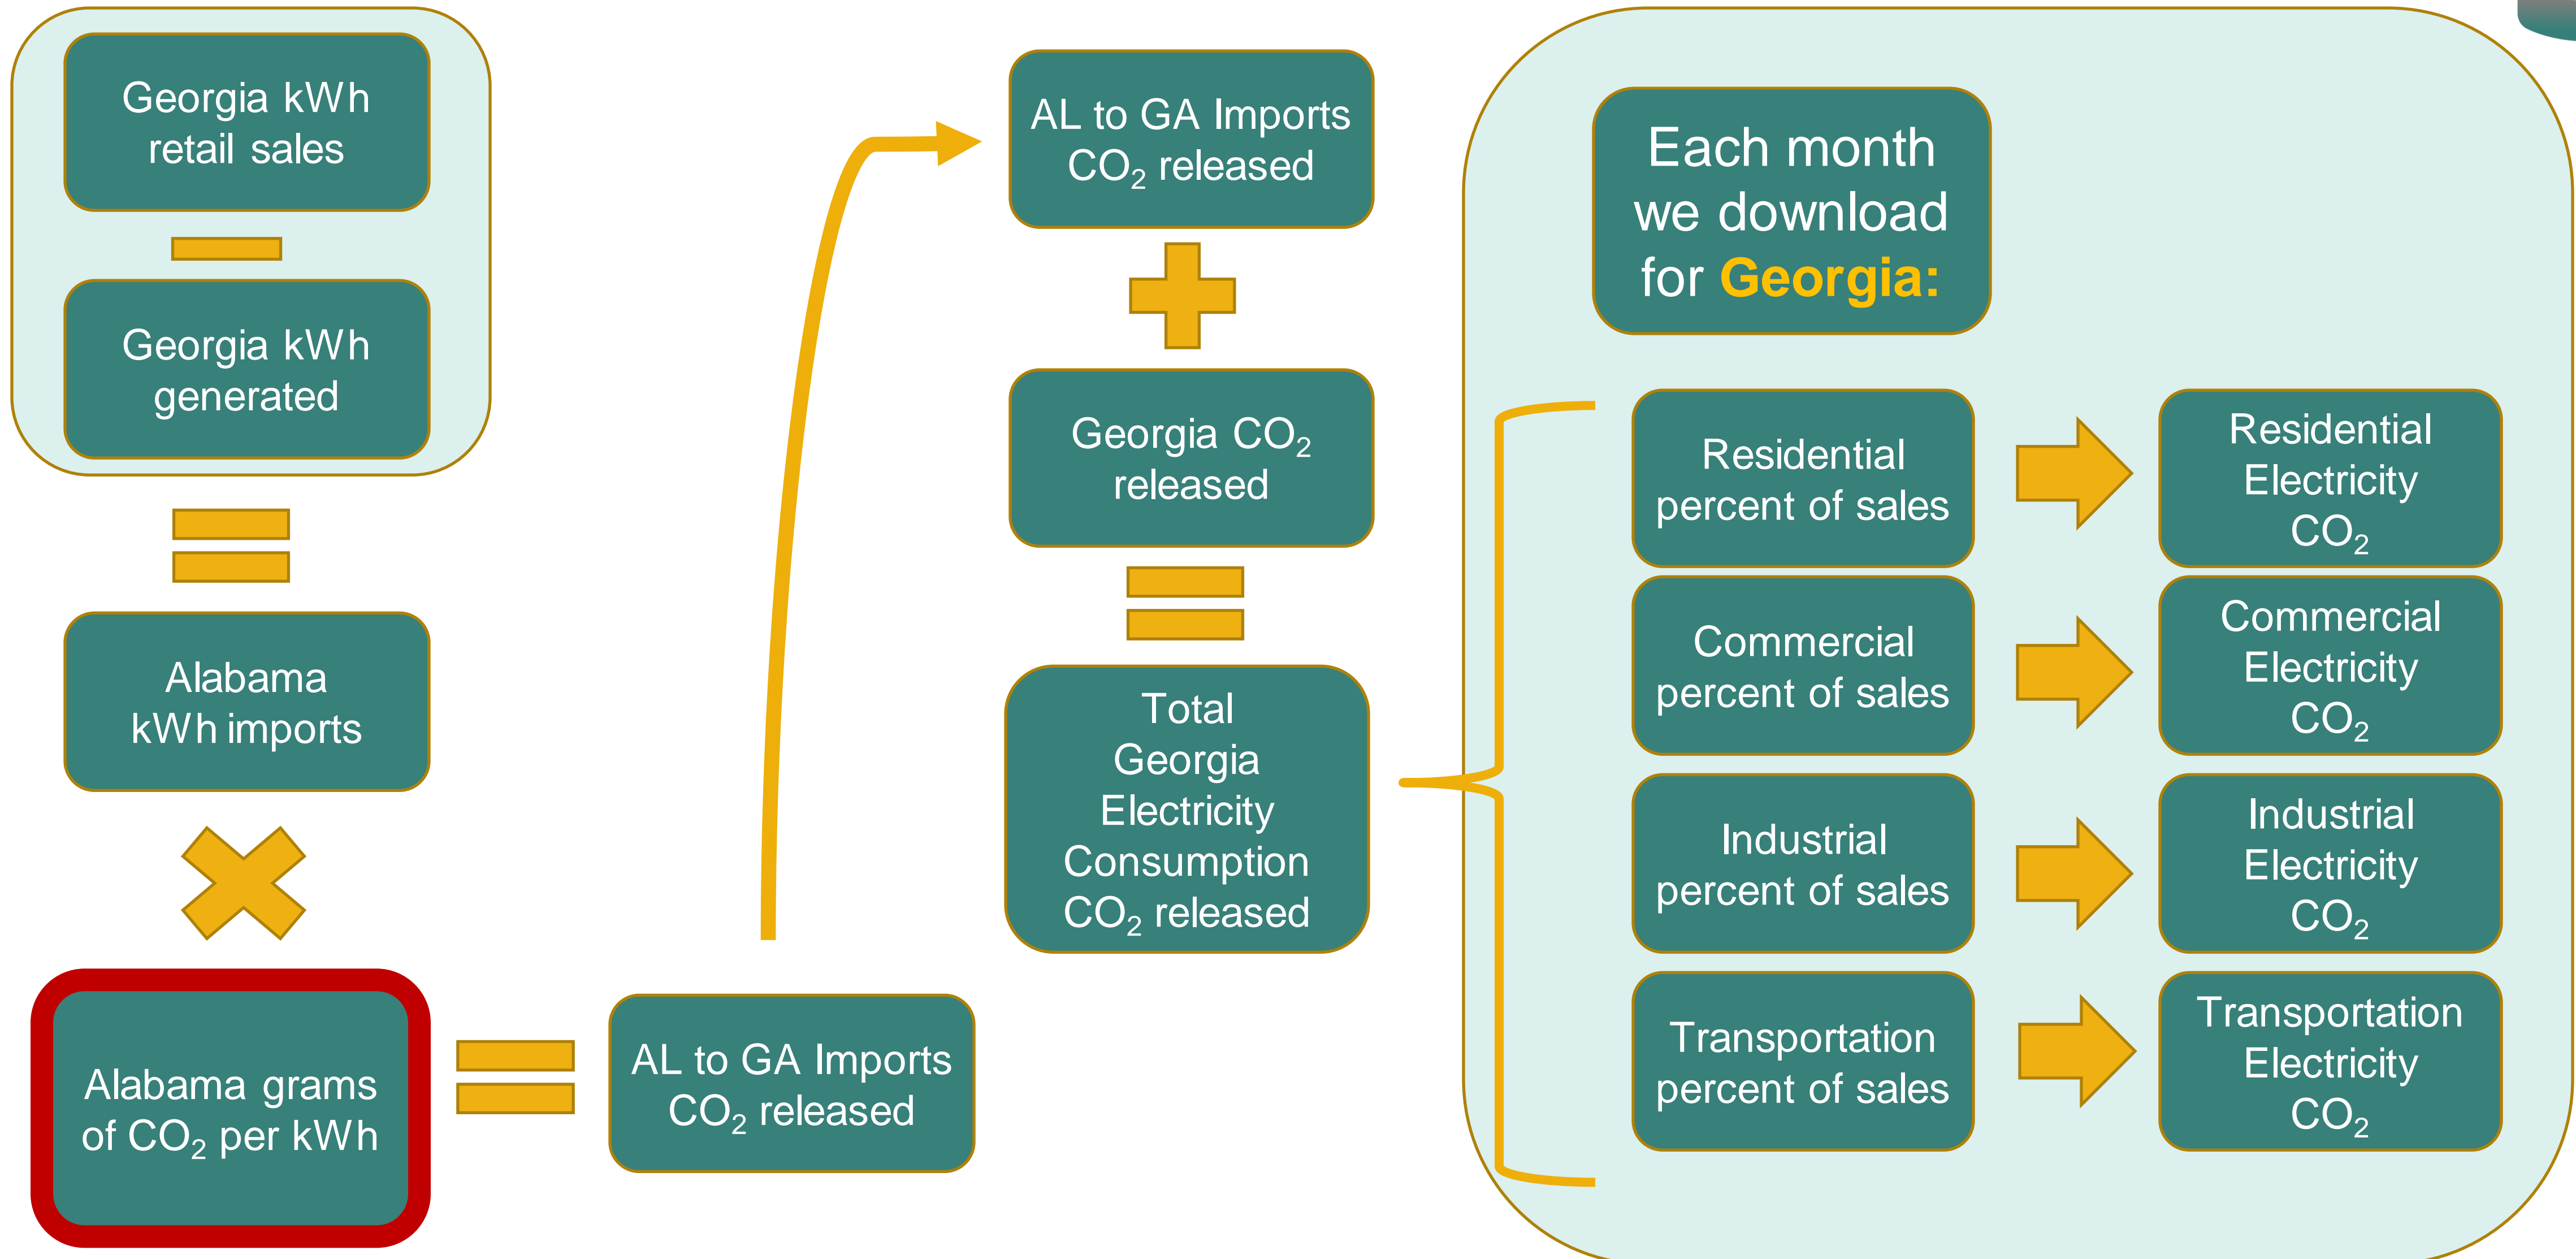 Georgia kWh
retail sales
Georgia kWh
generated
Alabama
kWh imports
Alabama grams
of CO₂ per kWh
AL to GA Imports
CO₂ released
AL to GA Imports
CO₂ released
Georgia CO₂
released
Total
Georgia
Electricity
Consumption
CO₂ released
Each month
we download
for Georgia:
Residential
percent of sales
Residential
Electricity
CO₂
Commercial
percent of sales
Commercial
Electricity
CO₂
Industrial
percent of sales
Industrial
Electricity
CO₂
Transportation
percent of sales
Transportation
Electricity
CO₂